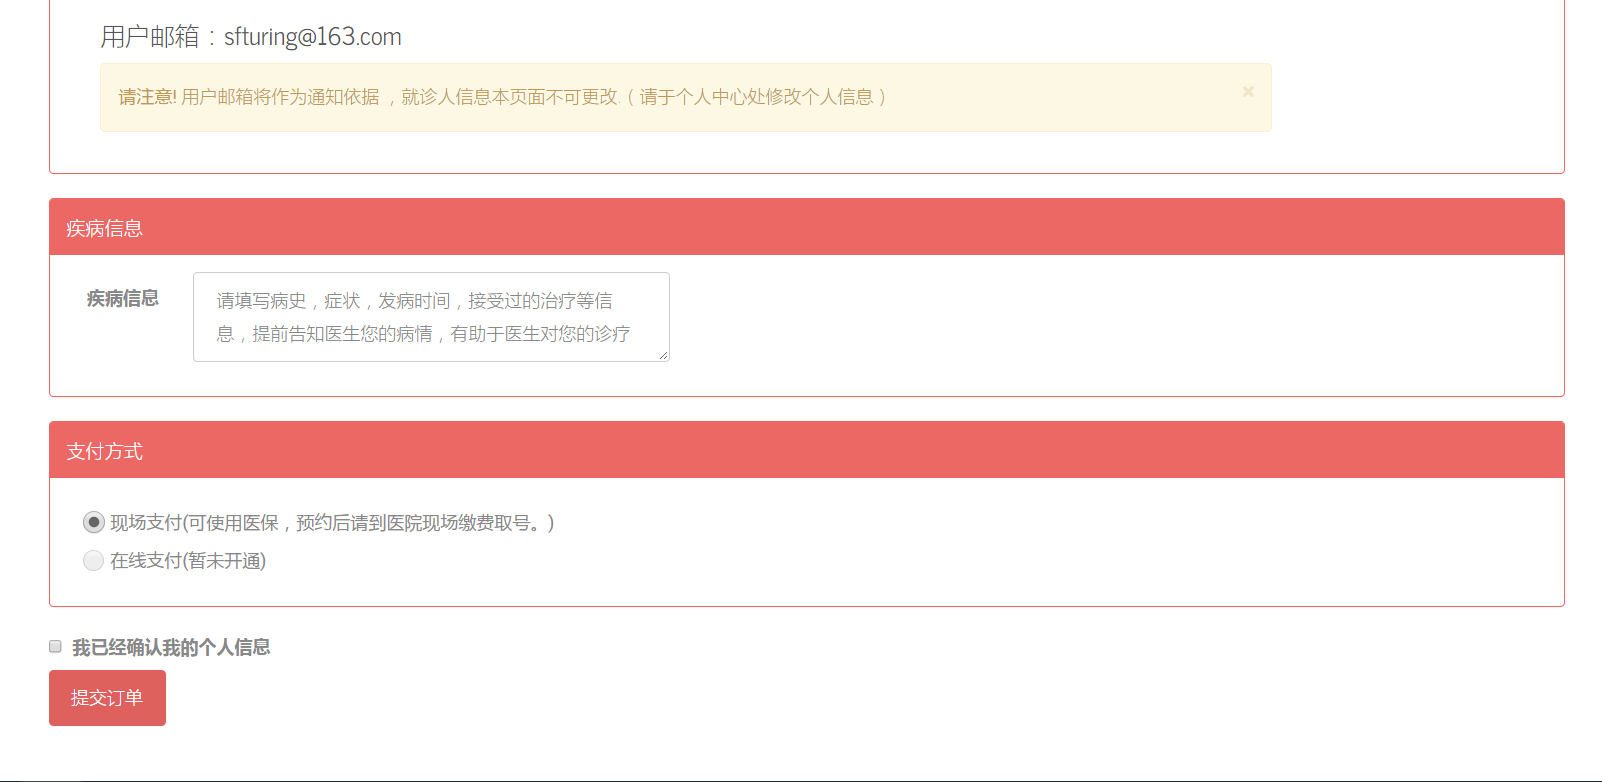 用户邮箱：sfturing@163.com
请注意! 用户邮箱将作为通知依据 ，就诊人信息本页面不可更改.（ 请于个人中心处修改个人信息 ）
×
疾病信息
疾病信息
请填写病史，症状，发病时间，接受过的治疗等信
息，提前告知医生您的病情，有助于医生对您的诊疗
支付方式
现场支付(可使用医保，预约后请到医院现场缴费取号。)
在线支付(暂未开通)
我已经确认我的个人信息
提交订单